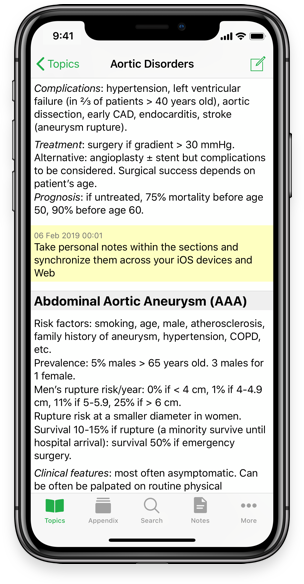 9:41
Topics
Aortic Disorders
Complications: hypertension, left ventricular
failure (in ⅔ of patients > 40 years old), aortic
dissection, early CAD, endocarditis, stroke
(aneurysm rupture).
Treatment: surgery if gradient > 30 mmHg.
Alternative: angioplasty ± stent but complications
to be considered. Surgical success depends on
patient's age.
Prognosis: if untreated, 75% mortality before age
50, 90% before age 60.
06 Feb 2019 00:01
Take personal notes within the sections and
synchronize them across your iOS devices and
Web
Abdominal Aortic Aneurysm (AAA)
Risk factors: smoking, age, male, atherosclerosis,
family history of aneurysm, hypertension, COPD,
etc.
Prevalence: 5% males > 65 years old. 3 males for
1 female.
Men's rupture risk/year: 0% if < 4 cm, 1% if 4-4.9
cm, 11% if 5-5.9, 25% if > 6 cm.
Rupture risk at a smaller diameter in women.
Survival 10-15% if rupture (a minority survive until
hospital arrival): survival 50% if emergency
surgery.
Clinical features: most often asymptomatic. Can
be often be palpated on routine physical
Topics
Appendix
Search
Notes
More